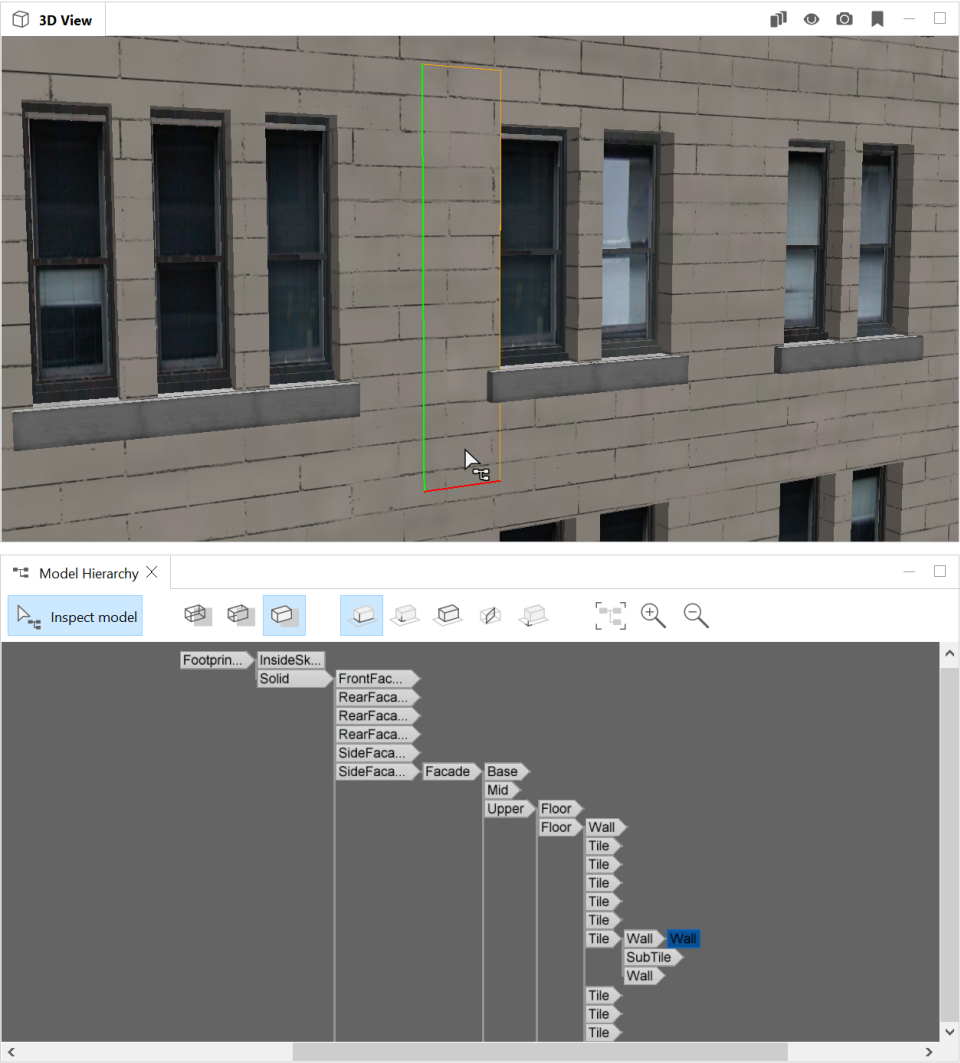 3D View
Model Hierarchy
Inspect model
Footprin... InsideSk...
Solid FrontFac...
RearFaca...
RearFaca...
RearFaca...
SideFaca...
SideFaca... Facade Base
Mid
Upper Floor
Floor Wall
Tile
Tile
Tile
Tile
Tile
Tile Wall Wall
SubTile
Wall
Tile
Tile
Tile